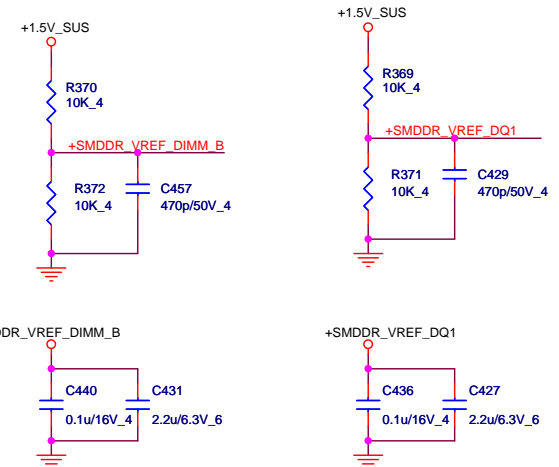 +1.5V_SUS
R370
10K_4
+SMDDR_VREF_DIMM_B
R372
10K_4
C457
470p/50V_4
+1.5V_SUS
R369
10K_4
+SMDDR_VREF_DQ1
R371
10K_4
C429
470p/50V_4
DDR_VREF_DIMM_B
C440
0.1u/16V_4
C431
2.2u/6.3V_6
+SMDDR_VREF_DQ1
C436
0.1u/16V_4
C427
2.2u/6.3V_6